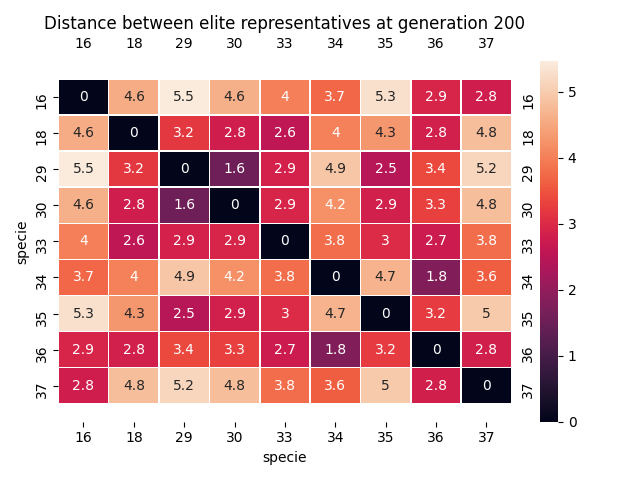 Distance between elite representatives at generation 200
16 18 29 30 33 34 35 36 37
16 0 4.6 5.5 4.6 4 3.7 5.3 2.9 2.8 16
18 4.6 0 3.2 2.8 2.6 4 4.3 2.8 4.8 18
29 5.5 3.2 0 1.6 2.9 4.9 2.5 3.4 5.2 29
30 4.6 2.8 1.6 0 2.9 4.2 2.9 3.3 4.8 30
33 4 2.6 2.9 2.9 0 3.8 3 2.7 3.8 33
34 3.7 4 4.9 4.2 3.8 0 4.7 1.8 3.6 34
35 5.3 4.3 2.5 2.9 3 4.7 0 3.2 5 35
36 2.9 2.8 3.4 3.3 2.7 1.8 3.2 0 2.8 36
37 2.8 4.8 5.2 4.8 3.8 3.6 5 2.8 0 37
16 18 29 30 33 34 35 36 37
specie
specie
5
4
3
2
1
0